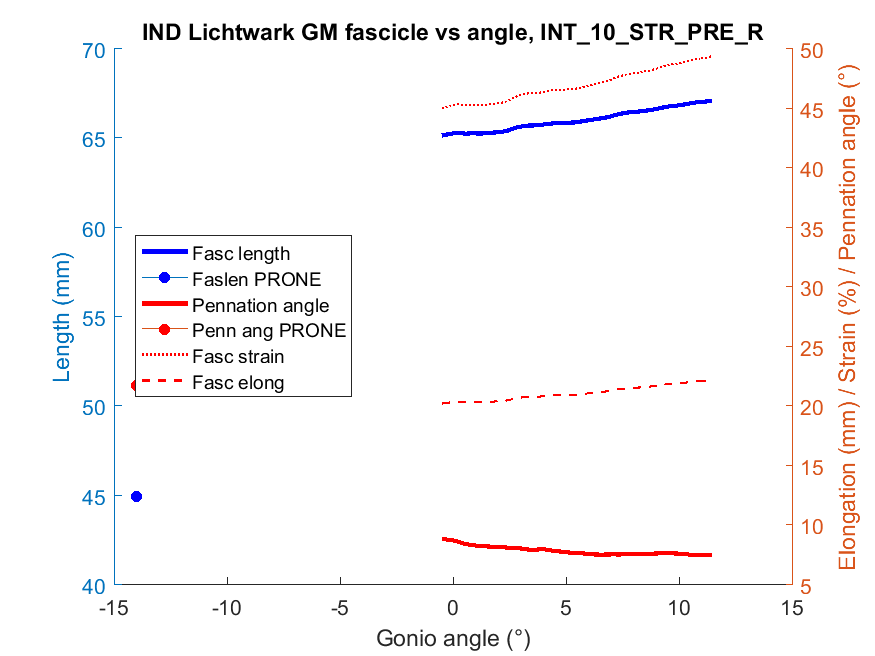 IND Lichtwark GM fascicle vs angle, INT_10_STR_PRE_R
70
65
60
55
50
45
40
Length (mm)
50
45
40
35
30
25
20
15
10
5
Elongation (mm) / Strain (%) / Pennation angle (°)
Fasc length
Faslen PRONE
Pennation angle
Penn ang PRONE
Fasc strain
Fasc elong
-15
-10
-5
0
5
10
15
Gonio angle (°)